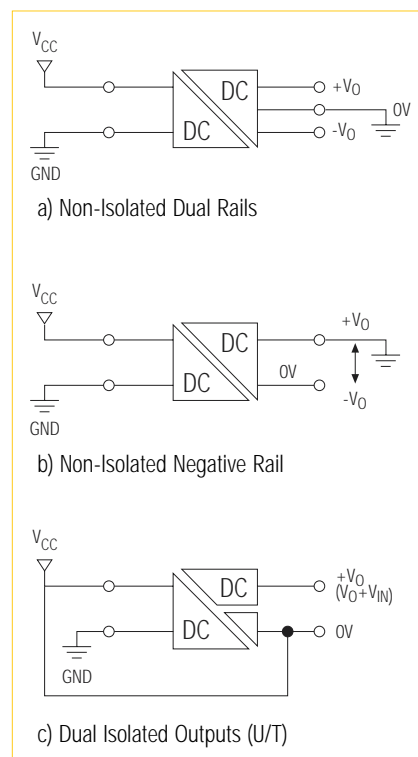 VCC
DC
DC
+VO
0V
-VO
GND
a) Non-Isolated Dual Rails
VCC
DC
DC
+VO
0V
-VO
GND
b) Non-Isolated Negative Rail
VCC
DC
DC
+VO
(VO+VIN)
0V
GND
c) Dual Isolated Outputs (U/T)